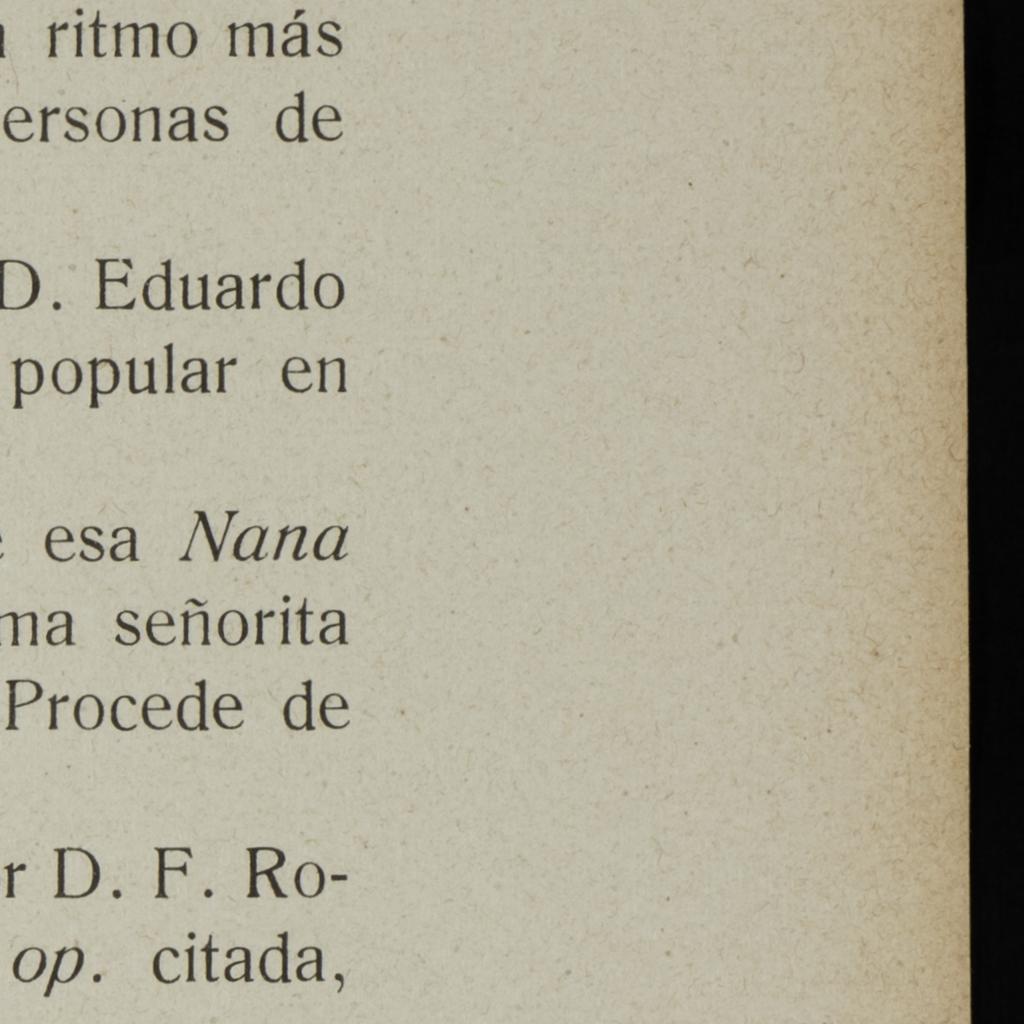 ritmo más
ersonas de
D. Eduardo
popular en
esa Nana
ma señorita
Procede de
r D. F. Ro-
op. citada,